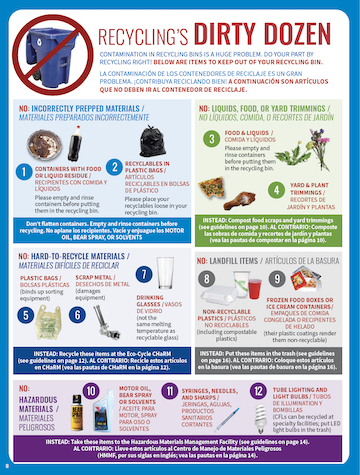 RECYCLING'S DIRTY DOZEN
CONTAMINATION IN RECYCLING BINS IS A HUGE PROBLEM. DO YOUR PART BY
RECYCLING RIGHT! BELOW ARE ITEMS TO KEEP OUT OF YOUR RECYCLING BIN.
LA CONTAMINACIÓN DE LOS CONTENEDORES DE RECICLAJE ES UN GRAN
PROBLEMA. ¡CONTRIBUYA RECICLANDO BIEN! A CONTINUACIÓN SON ARTÍCULOS
QUE NO DEBEN IR AL CONTENEDOR DE RECICLAJE.
NO: INCORRECTLY PREPPED MATERIALS /
MATERIALES PREPARADOS INCORRECTAMENTE
1
CONTAINERS WITH FOOD
OR LIQUID RESIDUE /
RECIPIENTES CON COMIDA Y
LÍQUIDOS
Please empty and rinse
containers before
putting them in the
recycling bin.
2
RECYCLABLES IN
PLASTIC BAGS /
ARTÍCULOS
RECICLABLES EN BOLSAS
DE PLÁSTICO
Please place your
recyclables loose in your
recycling bin.
Don't flatten containers. Empty and rinse containers before
recycling. No aplane los recipientes. Vacíe y enjuague los MOTOR
OIL, BEAR SPRAY, OR SOLVENTS
NO: LIQUIDS, FOOD, OR YARD TRIMMINGS /
NO LÍQUIDOS, COMIDA, O RECORTES DE JARDÍN
3
FOOD & LIQUIDS /
COMIDA Y LÍQUIDOS
Please empty and
rinse containers
before putting them in
the recycling bin.
4
YARD & PLANT
TRIMMINGS /
RECORTES DE
JARDÍN Y PLANTAS
INSTEAD: Compost food scraps and yard trimmings
(see guidelines on page 10). AL CONTRARIO: Composte
las sobras de comida y recortes de jardín y plantas
(vea las pautas de compostar en la página 10).
NO: HARD-TO-RECYCLE MATERIALS /
MATERIALES DIFÍCILES DE RECICLAR
PLASTIC BAGS /
BOLSAS PLÁSTICAS
(binds up sorting
equipment)
5
SCRAP METAL /
DESECHOS DE METAL
(damages
equipment)
6
7
DRINKING
GLASSES / VASOS
DE VIDRIO
(not the same
melting
temperature as
recyclable glass)
INSTEAD: Recycle these items at the Eco-Cycle CHaRM
(see guidelines on page 12). AL CONTRARIO: Recicle estos artículos
en CHaRM (vea las pautas de CHaRM en la página 12).
NO: LANDFILL ITEMS / ARTÍCULOS DE LA BASURA
8
NON-RECYCLABLE
PLASTICS / PLÁSTICOS
NO RECICLABLES
(including compostable
plastics)
9
FROZEN FOOD BOXES OR
ICE CREAM CONTAINERS/
EMPAQUES DE COMIDA
CONGELADA O RECIPIENTES
DE HELADO
(their plastic coating renders
them non-recyclable)
INSTEAD: Put these items in the trash (see guidelines
on page 16). AL CONTRARIO: Coloque estos artículos
en la basura (vea las pautas en la página 16).
NO:
HAZARDOUS
MATERIALS /
MATERIALES
PELIGROSOS
10
MOTOR OIL,
BEAR SPRAY
OR SOLVENTS
/ ACEITE PARA
MOTOR, SPRAY
PARA OSO O
SOLVENTES
11
SYRINGES, NEEDLES,
AND SHARPS /
JERINGAS, AGUJAS,
PRODUCTOS
SANITARIOS
CORTANTES
12
TUBE LIGHTING AND
LIGHT BULBS / TUBOS
DE ILUMINACIÓN Y
BOMBILLAS
(CFLs can be recycled at
specialty facilities; put LED
light bulbs in the trash)
INSTEAD: Take these items to the Hazardous Materials Management Facility (see guidelines on page 14).
AL CONTRARIO: Lleve estos artículos al Centro de Manejo de Materiales Peligrosos
(HMMF, por sus siglas en inglés; vea las pautas en la página 14).
8